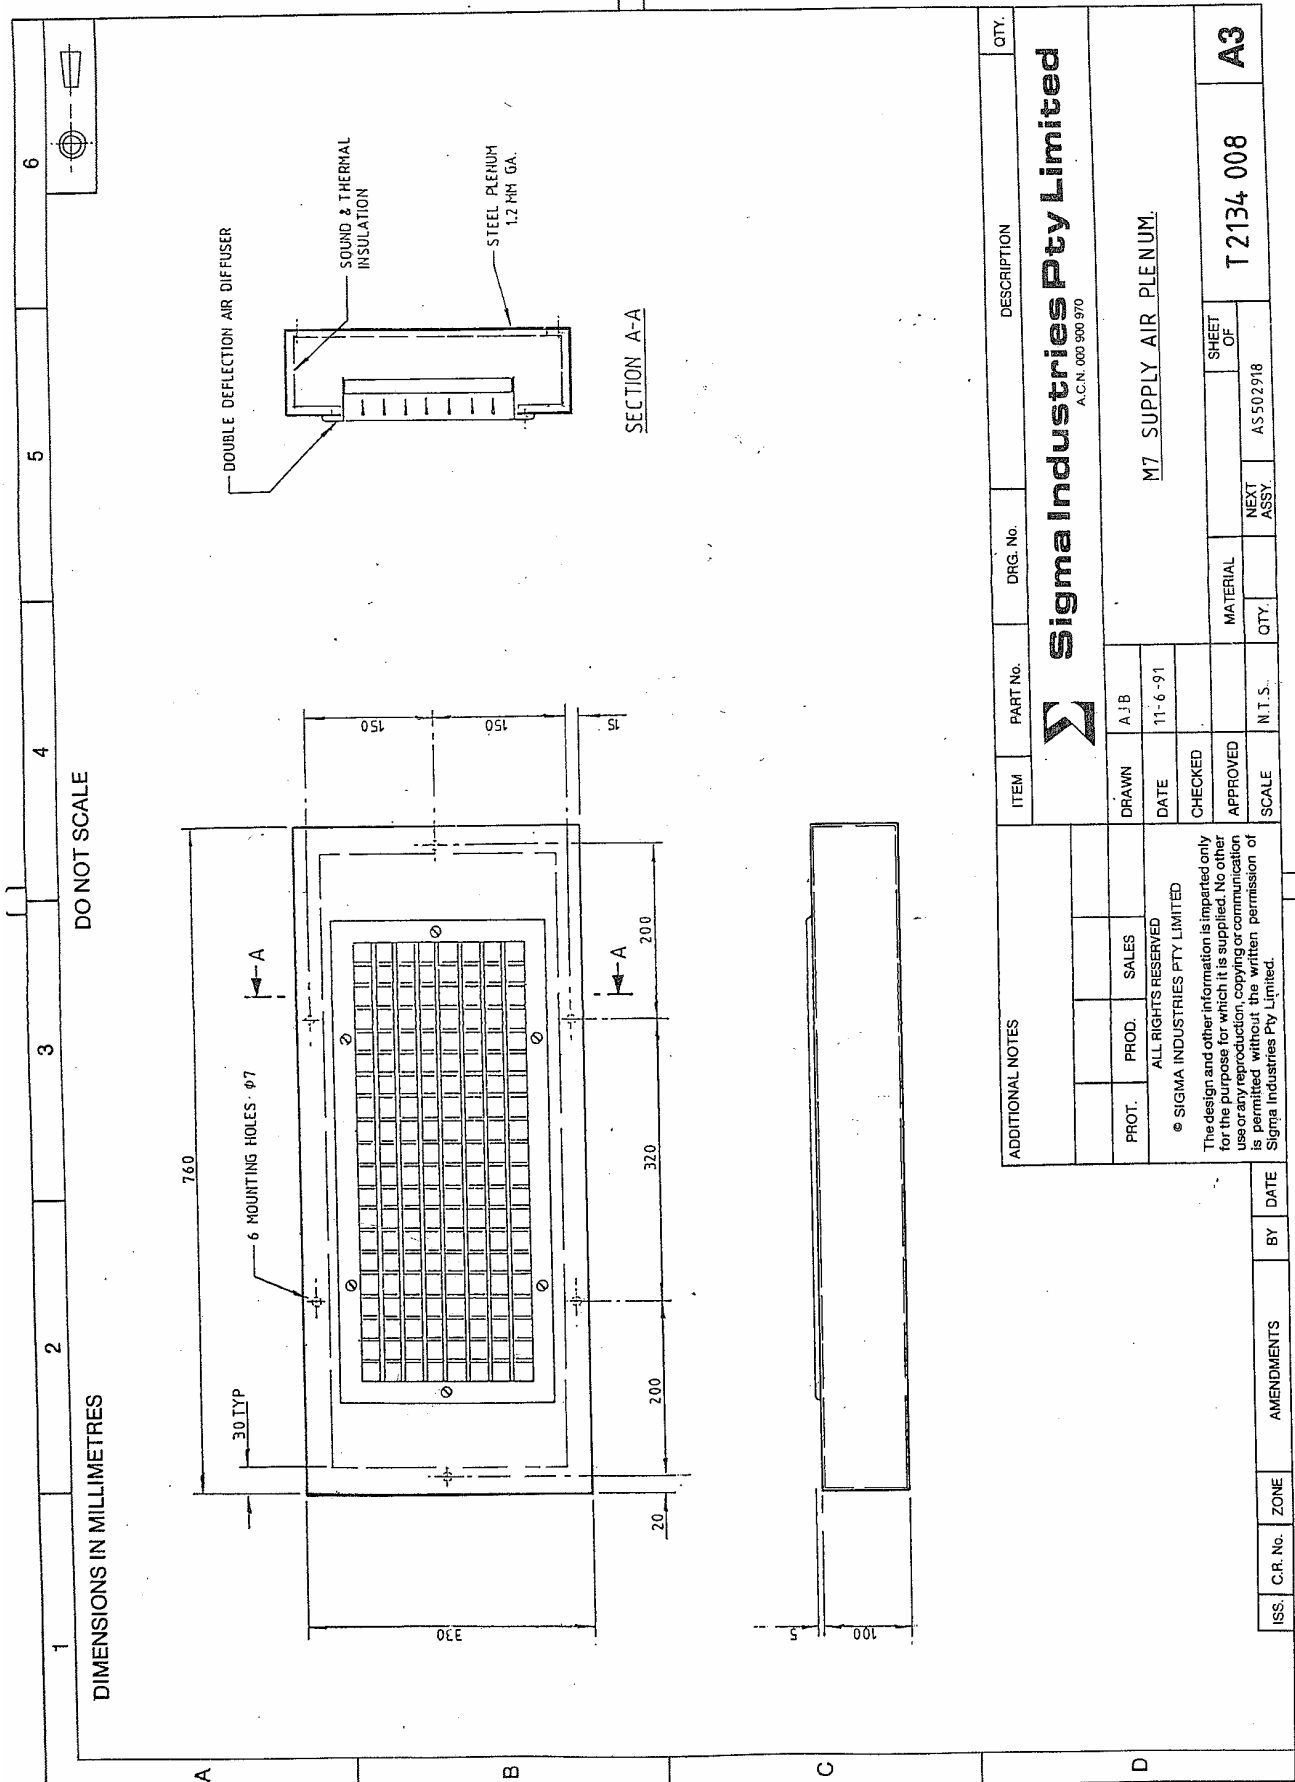 1 2 3 4 5 6
DIMENSIONS IN MILLIMETRES
DO NOT SCALE
A
B
C
D
760
30 TYP
6 MOUNTING HOLES · φ7
A
A
330
150
150
15
20
200
320
200
5
100
DOUBLE DEFLECTION AIR DIFFUSER
SOUND & THERMAL
INSULATION
STEEL PLENUM
1.2 MM GA.
SECTION A-A
ITEM PART No. DRG. No. DESCRIPTION QTY.
Sigma Industries Pty Limited
A.C.N. 000 900 970
ADDITIONAL NOTES
PROT. PROD. SALES
ALL RIGHTS RESERVED
© SIGMA INDUSTRIES PTY LIMITED
The design and other information is imparted only
for the purpose for which it is supplied. No other
use or any reproduction, copying or communication
is permitted without the written permission of
Sigma Industries Pty Limited.
DRAWN AJB
DATE 11-6-91
CHECKED
APPROVED
SCALE N.T.S.
M7 SUPPLY AIR PLENUM.
MATERIAL
QTY.
NEXT
ASSY.
AS502918
SHEET
OF
T2134 008
A3
ISS. C.R. No. ZONE AMENDMENTS BY DATE